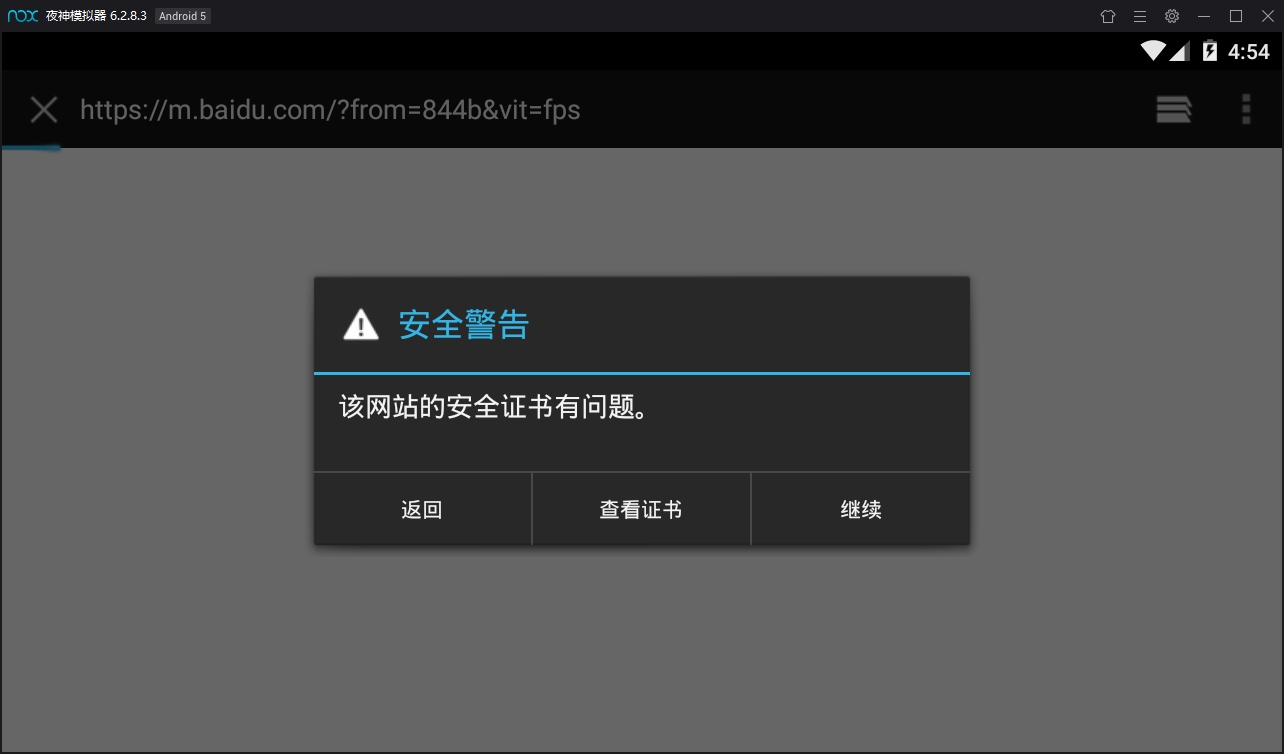 nox 夜神模拟器 6.2.8.3 Android 5
4:54
https://m.baidu.com/?from=844b&vit=fps
安全警告
该网站的安全证书有问题。
返回 查看证书 继续